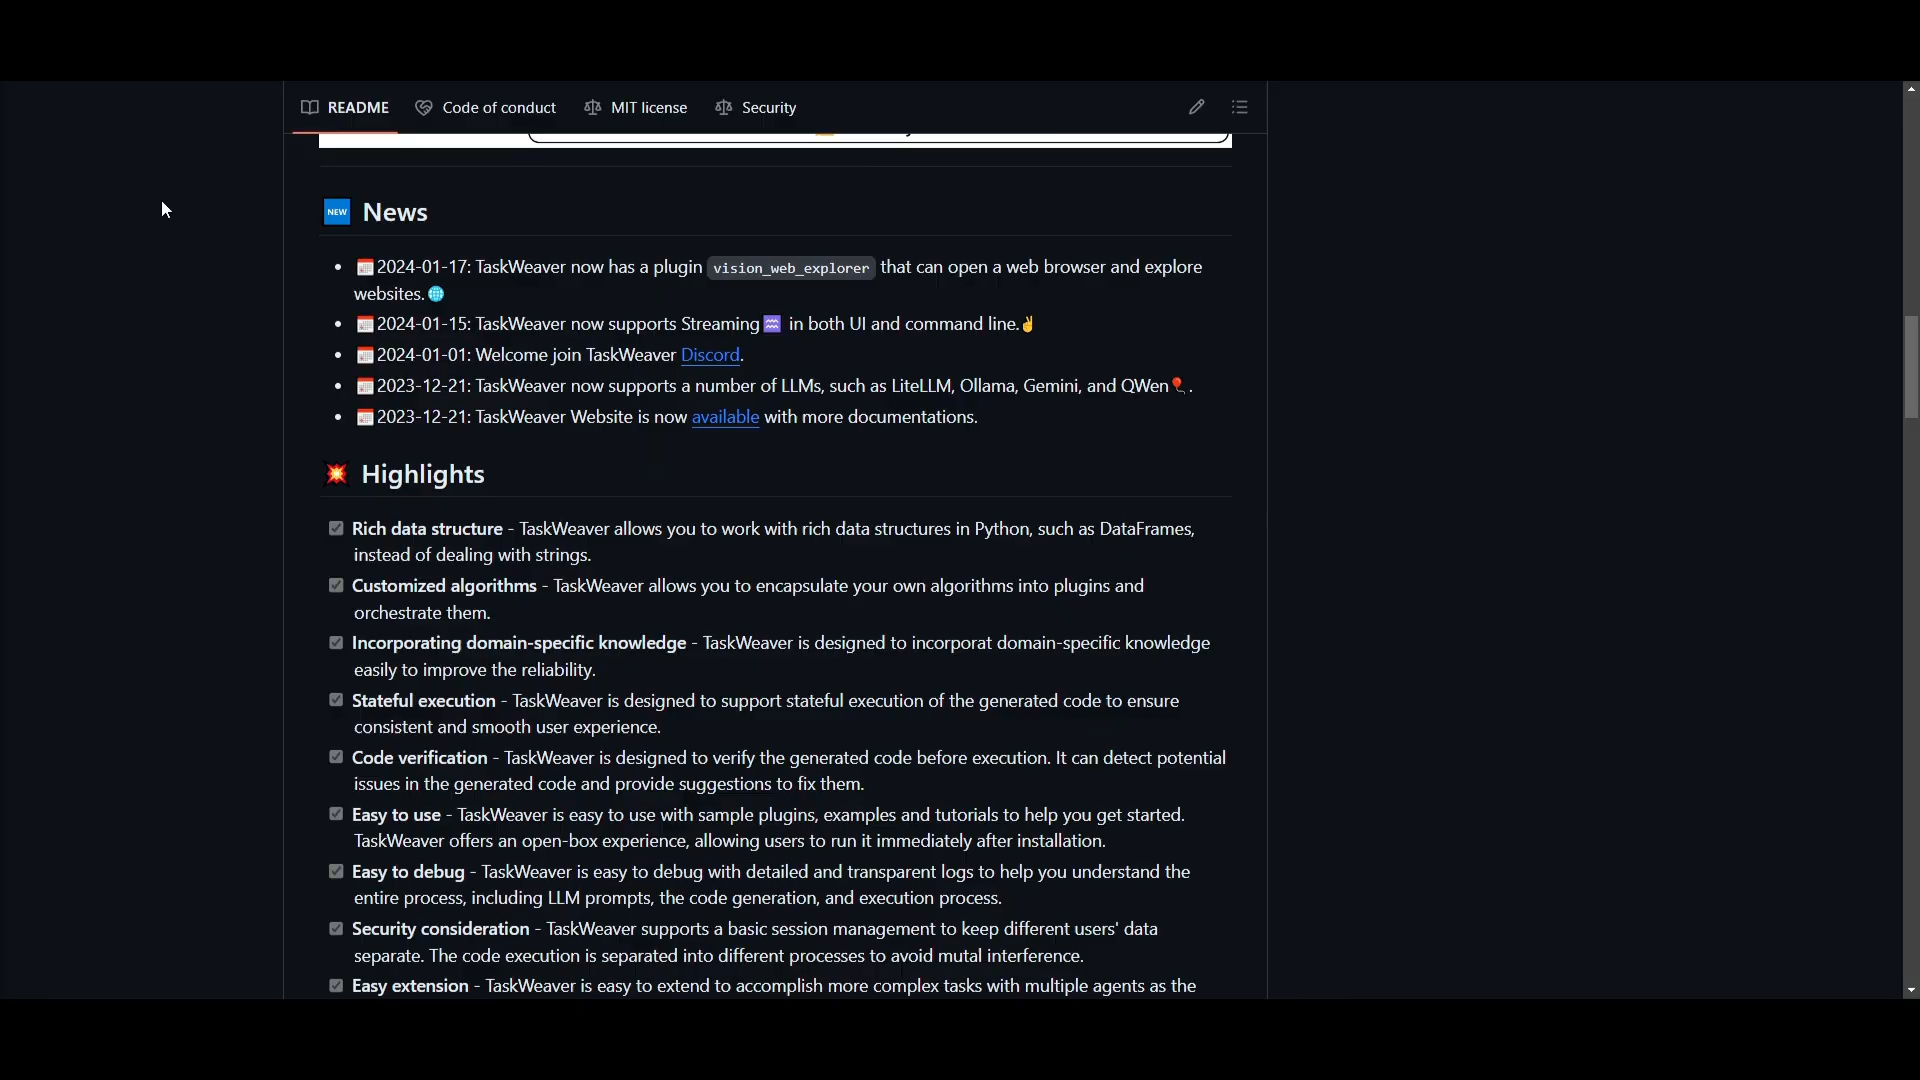 README Code of conduct MIT license Security
NEW News
2024-01-17: TaskWeaver now has a plugin vision_web_explorer that can open a web browser and explore
websites.
2024-01-15: TaskWeaver now supports Streaming in both UI and command line.
2024-01-01: Welcome join TaskWeaver Discord.
2023-12-21: TaskWeaver now supports a number of LLMs, such as LiteLLM, Ollama, Gemini, and QWen.
2023-12-21: TaskWeaver Website is now available with more documentations.
Highlights
Rich data structure - TaskWeaver allows you to work with rich data structures in Python, such as DataFrames,
instead of dealing with strings.
Customized algorithms - TaskWeaver allows you to encapsulate your own algorithms into plugins and
orchestrate them.
Incorporating domain-specific knowledge - TaskWeaver is designed to incorporat domain-specific knowledge
easily to improve the reliability.
Stateful execution - TaskWeaver is designed to support stateful execution of the generated code to ensure
consistent and smooth user experience.
Code verification - TaskWeaver is designed to verify the generated code before execution. It can detect potential
issues in the generated code and provide suggestions to fix them.
Easy to use - TaskWeaver is easy to use with sample plugins, examples and tutorials to help you get started.
TaskWeaver offers an open-box experience, allowing users to run it immediately after installation.
Easy to debug - TaskWeaver is easy to debug with detailed and transparent logs to help you understand the
entire process, including LLM prompts, the code generation, and execution process.
Security consideration - TaskWeaver supports a basic session management to keep different users' data
separate. The code execution is separated into different processes to avoid mutal interference.
Easy extension - TaskWeaver is easy to extend to accomplish more complex tasks with multiple agents as the